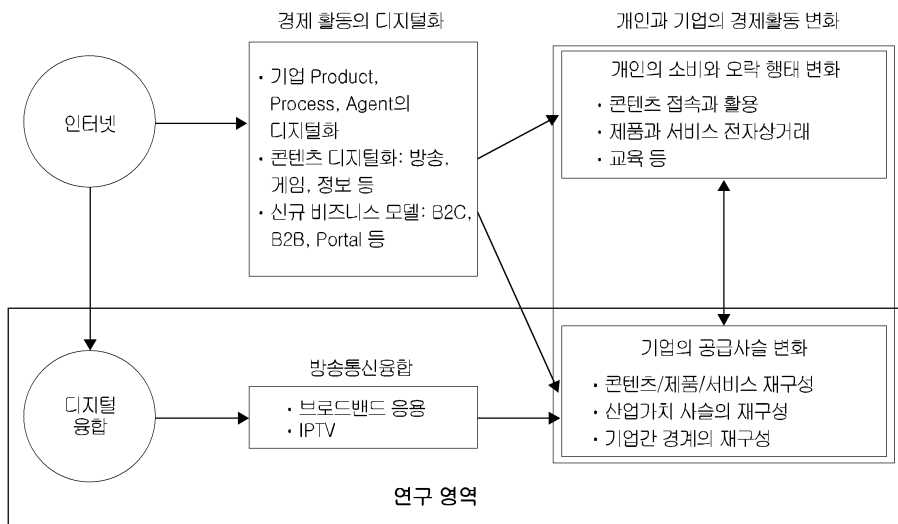 경제 활동의 디지털화
개인과 기업의 경제활동 변화
인터넷
· 기업 Product,
Process, Agent의
디지털화
· 콘텐츠 디지털화: 방송,
게임, 정보 등
· 신규 비즈니스 모델: B2C,
B2B, Portal 등
개인의 소비와 오락 행태 변화
· 콘텐츠 접속과 활용
· 제품과 서비스 전자상거래
· 교육 등
디지털
융합
방송통신융합
· 브로드밴드 응용
· IPTV
기업의 공급사슬 변화
· 콘텐츠/제품/서비스 재구성
· 산업가치 사슬의 재구성
· 기업간 경계의 재구성
연구 영역